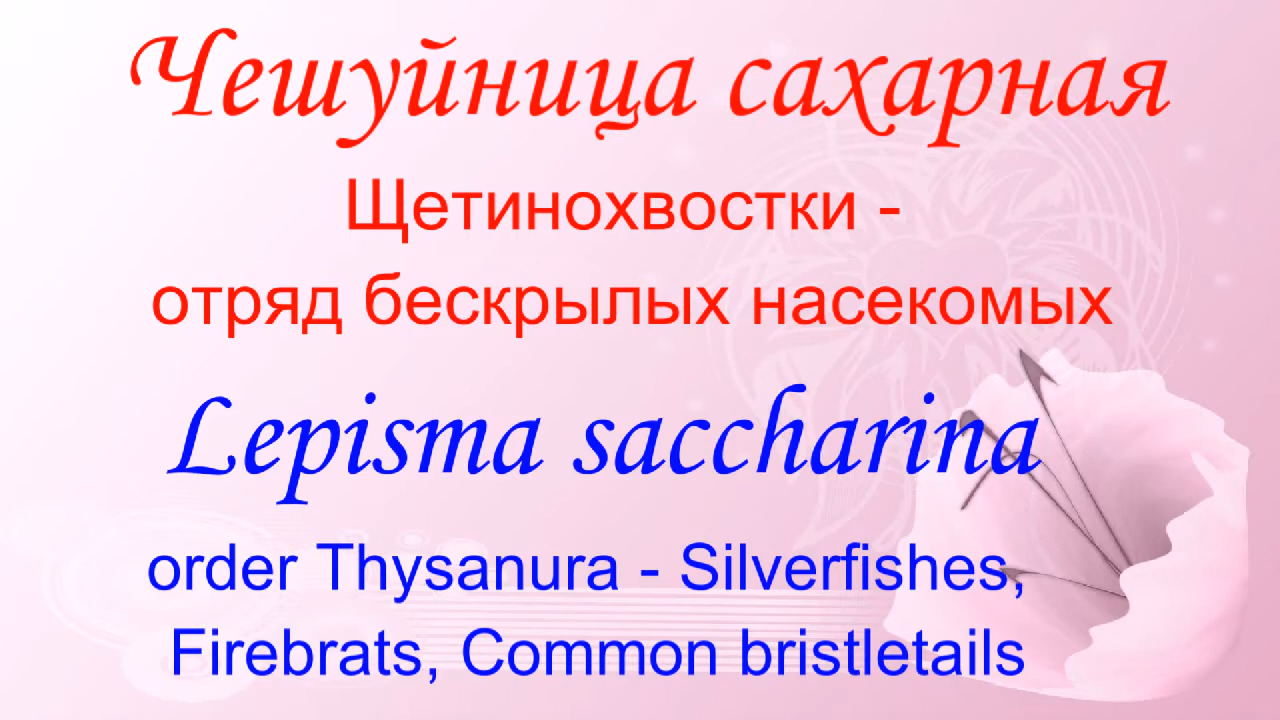 Чешуйница сахарная
Щетинохвостки -
отряд бескрылых насекомых
Lepisma saccharina
order Thysanura - Silverfishes,
Firebrats, Common bristletails